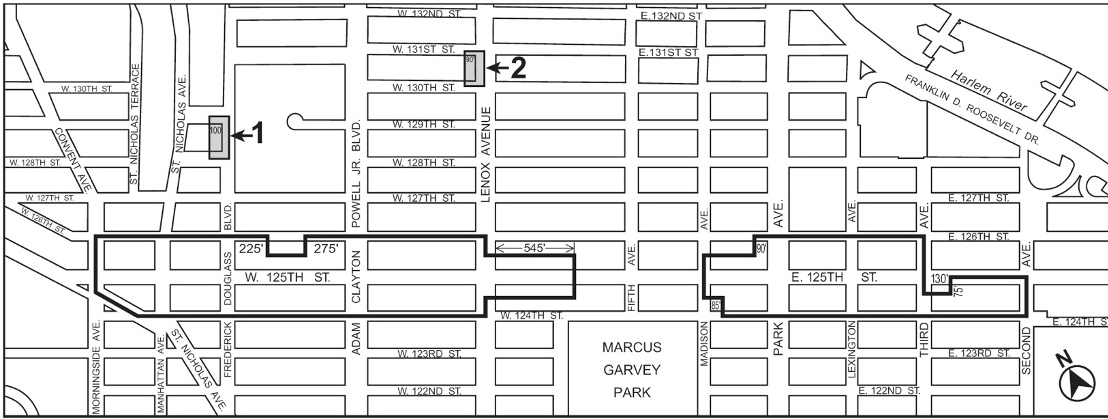 W. 132ND ST.
E. 132ND ST
W. 131ST ST.
E. 131ST ST
90'
2
W. 130TH ST.
W. 130TH ST.
Harlem River
FRANKLIN D. ROOSEVELT DR.
ST. NICHOLAS TERRACE
ST. NICHOLAS AVE.
CONVENT AVE.
100
1
W. 129TH ST.
LENOX AVENUE
POWELL JR. BLVD.
W. 128TH ST.
W. 128TH ST.
W. 127TH ST.
W. 127TH ST.
E. 127TH ST.
W. 126TH ST
BLVD.
AVE.
AVE.
AVE.
AVE.
E. 126TH ST.
225'
275'
545'
AVE.
90'
AVE.
W. 125TH ST.
E. 125TH ST.
130'
75'
DOUGLASS
CLAYTON
FIFTH
85'
W. 124TH ST.
E. 124TH S
MORNINGSIDE AVE.
MANHATTAN AVE.
ST. NICHOLAS AVE.
FREDERICK
ADAM
MADISON
PARK
LEXINGTON
THIRD
SECOND
W. 123RD ST.
E. 123RD ST.
MARCUS
GARVEY
PARK
W. 122ND ST.
E. 122ND ST.
N